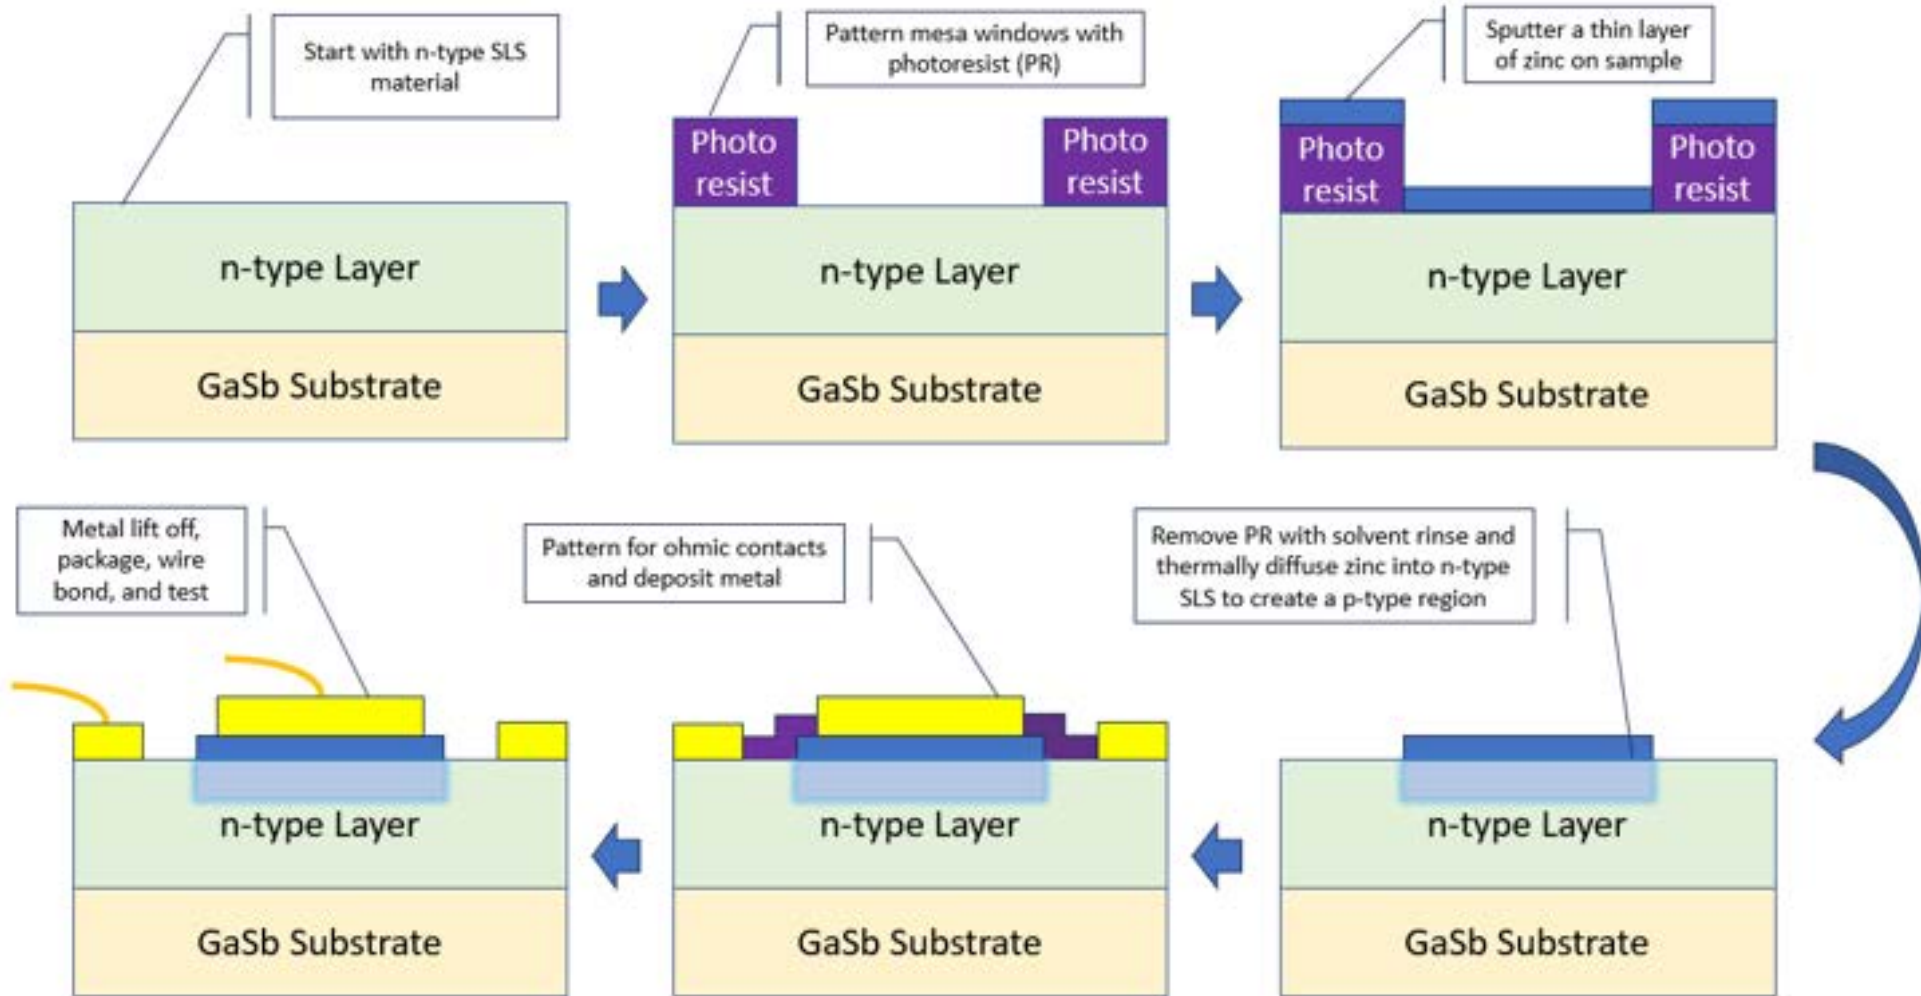 Start with n-type SLS
material
n-type Layer
GaSb Substrate
Pattern mesa windows with
photoresist (PR)
Photo
resist
Photo
resist
n-type Layer
GaSb Substrate
Sputter a thin layer
of zinc on sample
Photo
resist
Photo
resist
n-type Layer
GaSb Substrate
Remove PR with solvent rinse and
thermally diffuse zinc into n-type
SLS to create a p-type region
n-type Layer
GaSb Substrate
Pattern for ohmic contacts
and deposit metal
n-type Layer
GaSb Substrate
Metal lift off,
package, wire
bond, and test
n-type Layer
GaSb Substrate